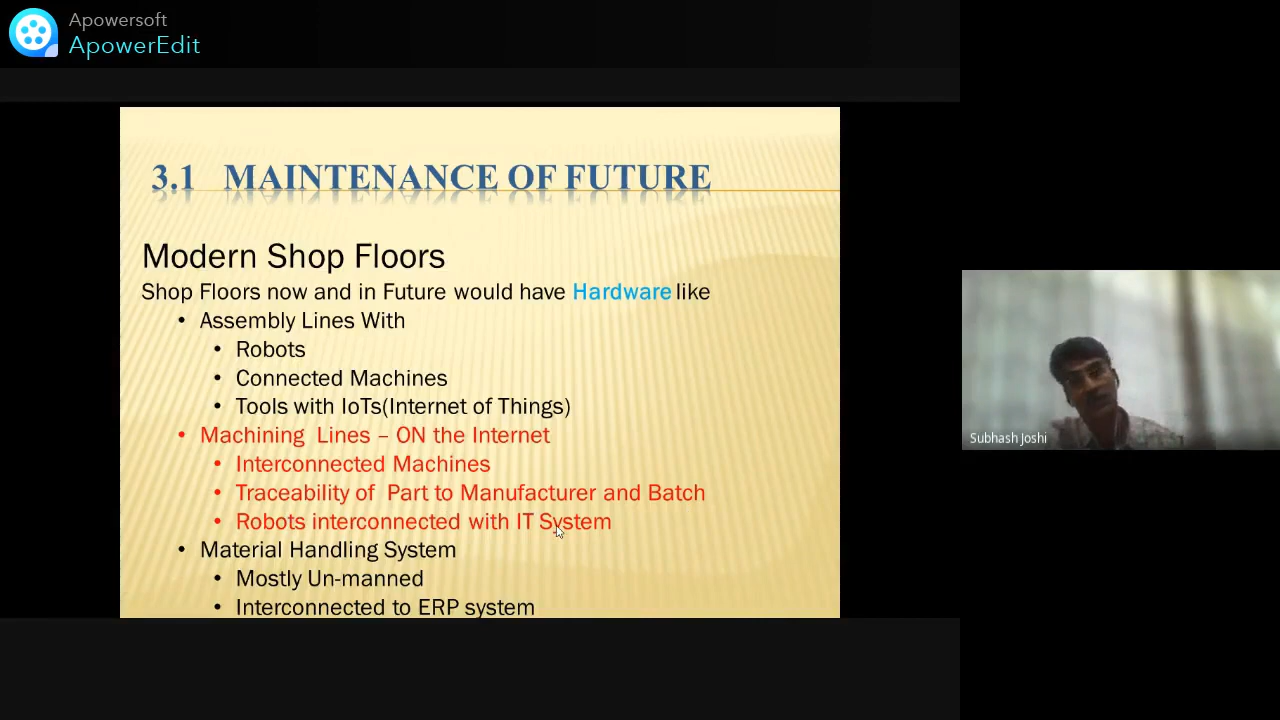 Apowersoft
ApowerEdit
3.1 MAINTENANCE OF FUTURE
Modern Shop Floors
Shop Floors now and in Future would have Hardware like
• Assembly Lines With
• Robots
• Connected Machines
• Tools with IoTs(Internet of Things)
• Machining Lines – ON the Internet
• Interconnected Machines
• Traceability of Part to Manufacturer and Batch
• Robots interconnected with IT System
• Material Handling System
• Mostly Un-manned
• Interconnected to ERP system
Subhash Joshi